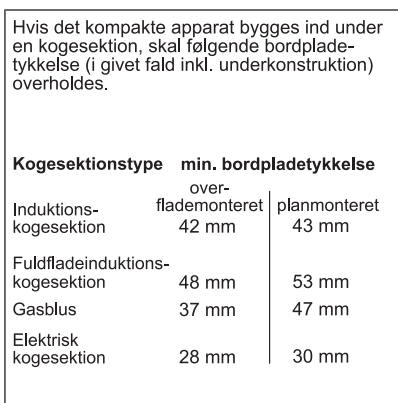 Hvis det kompakte apparat bygges ind under
en kogesektion, skal følgende bordplade-
tykkelse (i givet fald inkl. underkonstruktion)
overholdes.
Kogesektionstype min. bordpladetykkelse
over-
flademonteret planmonteret
Induktions-
kogesektion 42 mm 43 mm
Fuldfladeinduktions-
kogesektion 48 mm 53 mm
Gasblus 37 mm 47 mm
Elektrisk
kogesektion 28 mm 30 mm